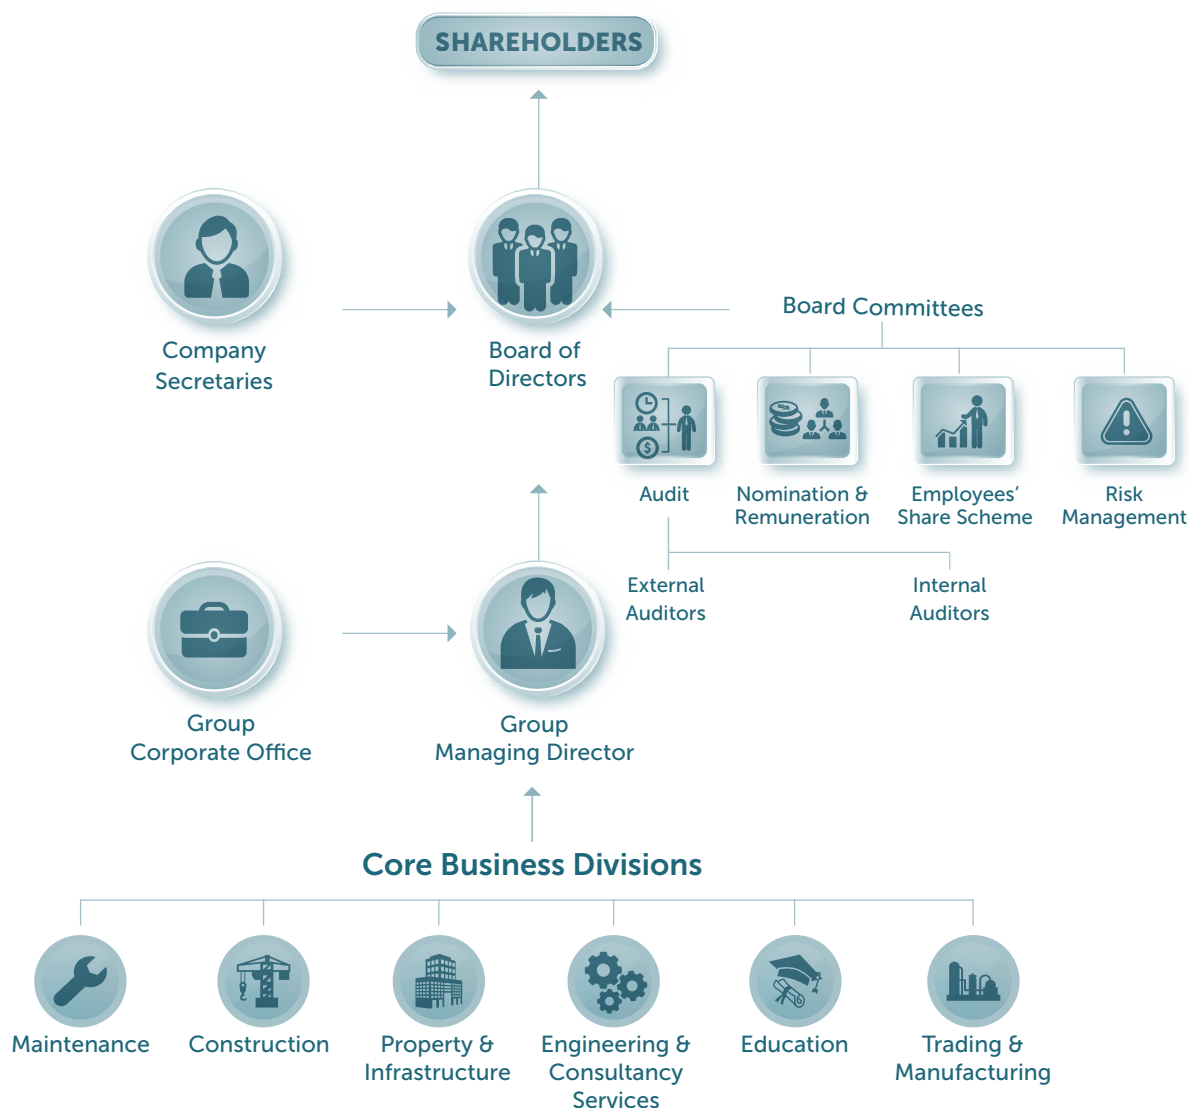 SHAREHOLDERS
Company
Secretaries
Board of
Directors
Board Committees
Audit
Nomination &
Remuneration
Employees’
Share Scheme
Risk
Management
External
Auditors
Internal
Auditors
Group
Corporate Office
Group
Managing Director
Core Business Divisions
Maintenance
Construction
Property &
Infrastructure
Engineering &
Consultancy
Services
Education
Trading &
Manufacturing